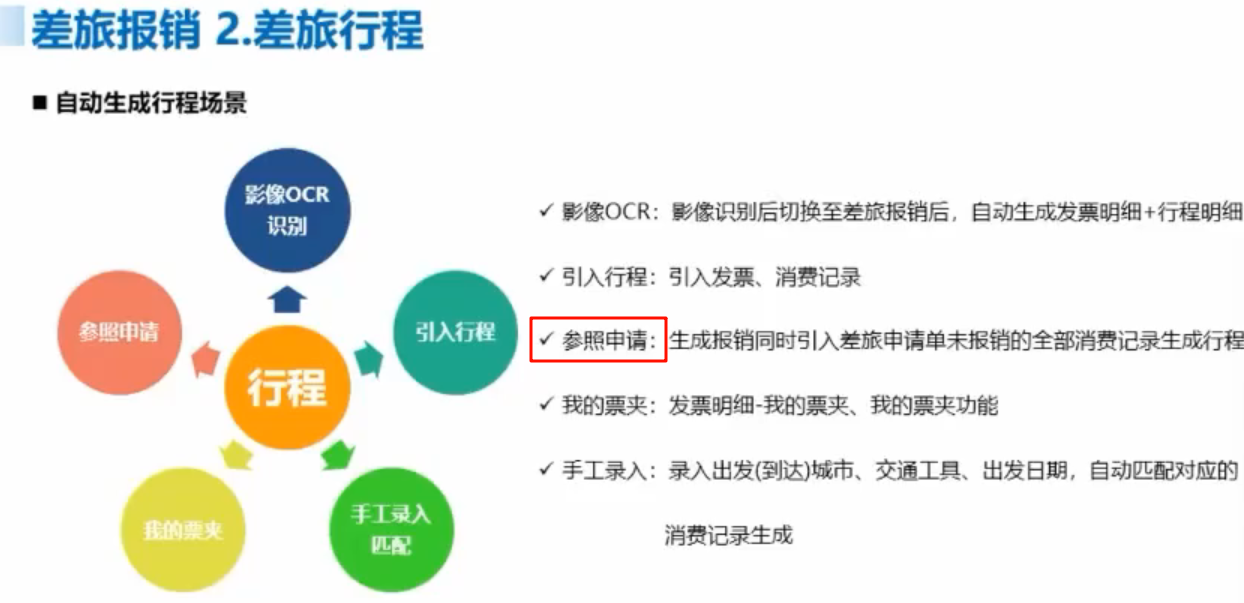 差旅报销 2.差旅行程
■ 自动生成行程场景
影像OCR
识别
参照申请
引入行程
行程
我的票夹
手工录入
匹配
✓ 影像OCR：影像识别后切换至差旅报销后，自动生成发票明细+行程明细
✓ 引入行程：引入发票、消费记录
✓ 参照申请：生成报销同时引入差旅申请单未报销的全部消费记录生成行程
✓ 我的票夹：发票明细-我的票夹、我的票夹功能
✓ 手工录入：录入出发(到达)城市、交通工具、出发日期，自动匹配对应的
消费记录生成